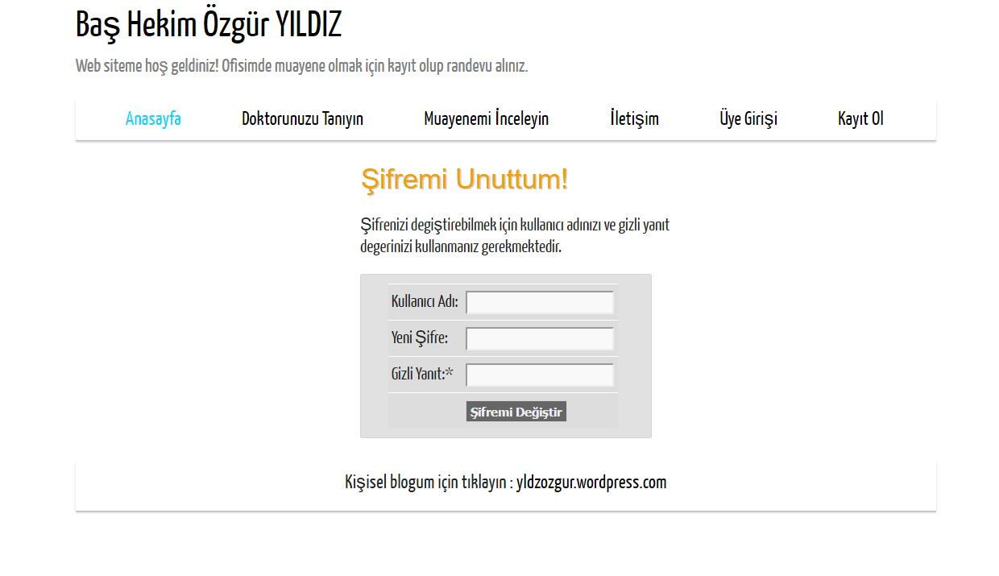 Baş Hekim Özgür YILDIZ
Web siteme hoş geldiniz! Ofisimde muayene olmak için kayıt olup randevu alınız.
Anasayfa Doktorunuzu Tanıyın Muayenemi İnceleyin İletişim Üye Girişi Kayıt Ol
Şifremi Unuttum!
Şifrenizi degiştirebilmek için kullanıcı adınızı ve gizli yanıt
degerinizi kullanmanız gerekmektedir.
Kullanıcı Adı:
Yeni Şifre:
Gizli Yanıt:*
Şifremi Değiştir
Kişisel blogum için tıklayın : yldzozgur.wordpress.com